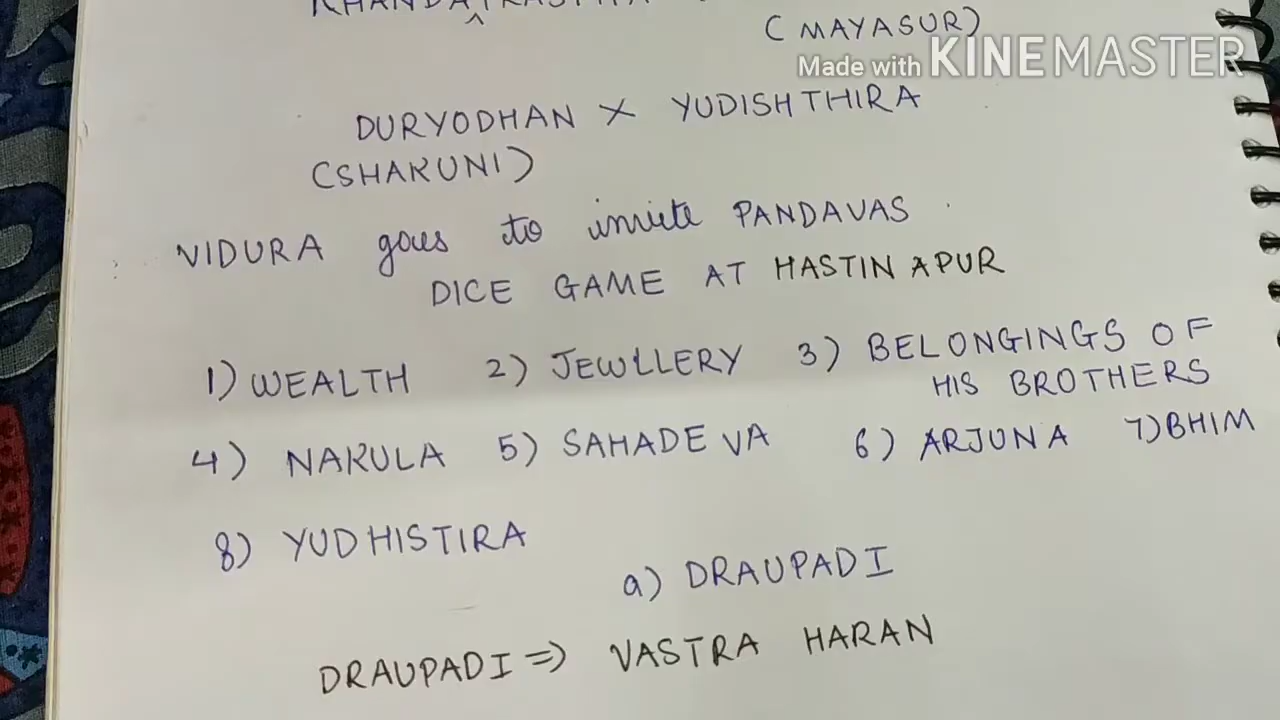 (MAYASUR)
Made with KINEMASTER
DURYODHAN X YUDISHTHIRA
(SHAKUNI)
VIDURA goes to invite PANDAVAS
DICE GAME AT HASTINAPUR
1) WEALTH 2) JEWLLERY 3) BELONGINGS OF
HIS BROTHERS
4) NAKULA 5) SAHADEVA 6) ARJUNA 7) BHIM
8) YUDHISTIRA
a) DRAUPADI
DRAUPADI => VASTRA HARAN